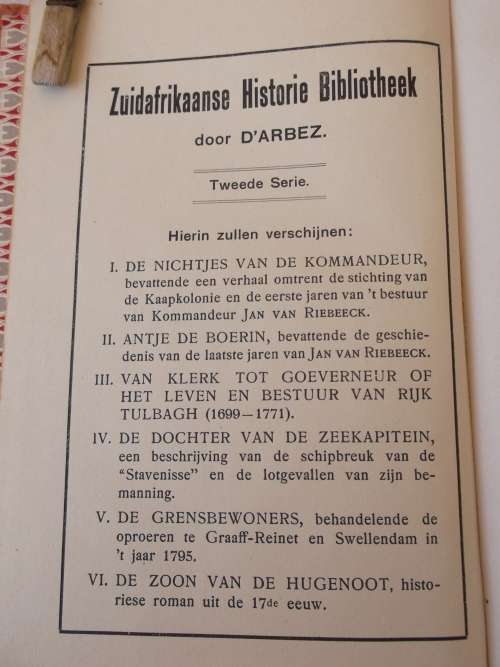 Zuidafrikaanse Historie Bibliotheek
door D'ARBEZ.
Tweede Serie.
Hierin zullen verschijnen:
I. DE NICHTJES VAN DE KOMMANDEUR,
bevattende een verhaal omtrent de stichting van
de Kaapkolonie en de eerste jaren van 't bestuur
van Kommandeur JAN VAN RIEBEECK.
II. ANTJE DE BOERIN, bevattende de geschie-
denis van de laatste jaren van JAN VAN RIEBEECK.
III. VAN KLERK TOT GOEVERNEUR OF
HET LEVEN EN BESTUUR VAN RIJK
TULBAGH (1699—1771).
IV. DE DOCHTER VAN DE ZEEKAPITEIN,
een beschrijving van de schipbreuk van de
"Stavenisse" en de lotgevallen van zijn be-
manning.
V. DE GRENSBEWONERS, behandelende de
oproeren te Graaff-Reinet en Swellendam in
't jaar 1795.
VI. DE ZOON VAN DE HUGENOOT, histo-
riese roman uit de 17de eeuw.